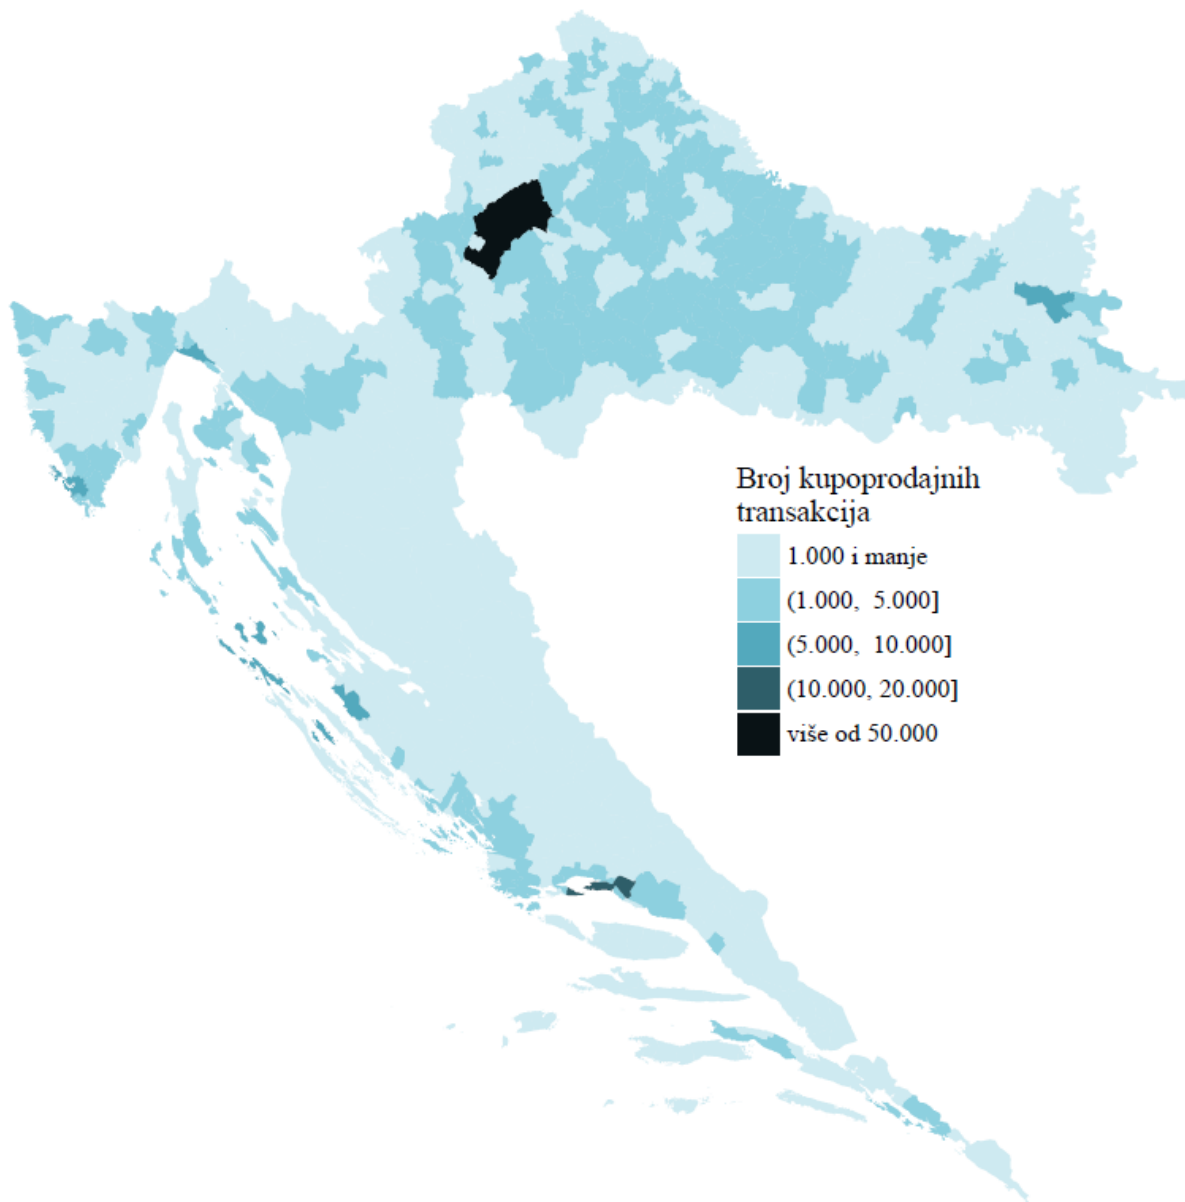 Broj kupoprodajnih
transakcija
1.000 i manje
(1.000,  5.000]
(5.000,  10.000]
(10.000, 20.000]
više od 50.000